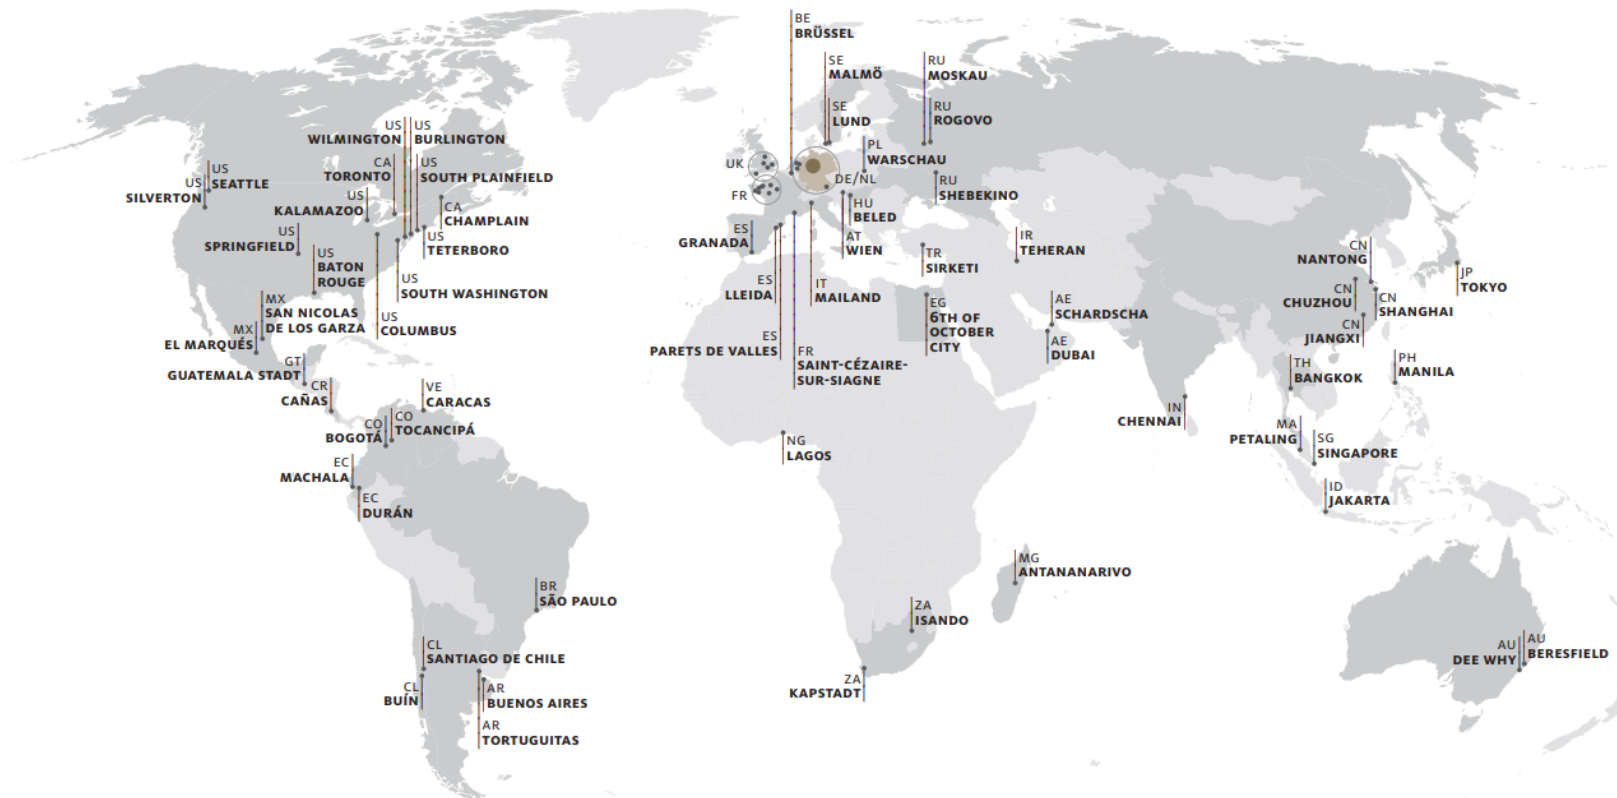 BE
BRÜSSEL
SE
MALMÖ
RU
MOSKAU
SE
LUND
RU
ROGOVO
US
WILMINGTON
US
BURLINGTON
PL
WARSCHAU
CA
TORONTO
US
SOUTH PLAINFIELD
UK
US
SEATTLE
US
SILVERTON
DE/NL
RU
SHEBEKINO
FR
US
KALAMAZOO
CA
CHAMPLAIN
HU
BELED
US
SPRINGFIELD
US
TETERBORO
ES
GRANADA
AT
WIEN
TR
SIRKETI
IR
TEHERAN
CN
NANTONG
US
BATON
ROUGE
US
SOUTH WASHINGTON
ES
LLEIDA
IT
MAILAND
JP
TOKYO
MX
SAN NICOLAS
DE LOS GARZA
US
COLUMBUS
EG
6TH OF
OCTOBER
CITY
AE
SCHARDSCHA
CN
CHUZHOU
CN
SHANGHAI
MX
EL MARQUÉS
ES
PARETS DE VALLES
FR
SAINT-CÉZAIRE-
SUR-SIAGNE
AE
DUBAI
CN
JIANGXI
GT
GUATEMALA STADT
TH
BANGKOK
PH
MANILA
CR
CAÑAS
VE
CARACAS
CO
BOGOTÁ
CO
TOCANCIPÁ
IN
CHENNAI
MA
PETALING
SG
SINGAPORE
NG
LAGOS
EC
MACHALA
EC
DURÁN
ID
JAKARTA
MG
ANTANANARIVO
BR
SÃO PAULO
ZA
ISANDO
CL
SANTIAGO DE CHILE
AU
DEE WHY
AU
BERESFIELD
CL
BUÍN
AR
BUENOS AIRES
ZA
KAPSTADT
AR
TORTUGUITAS